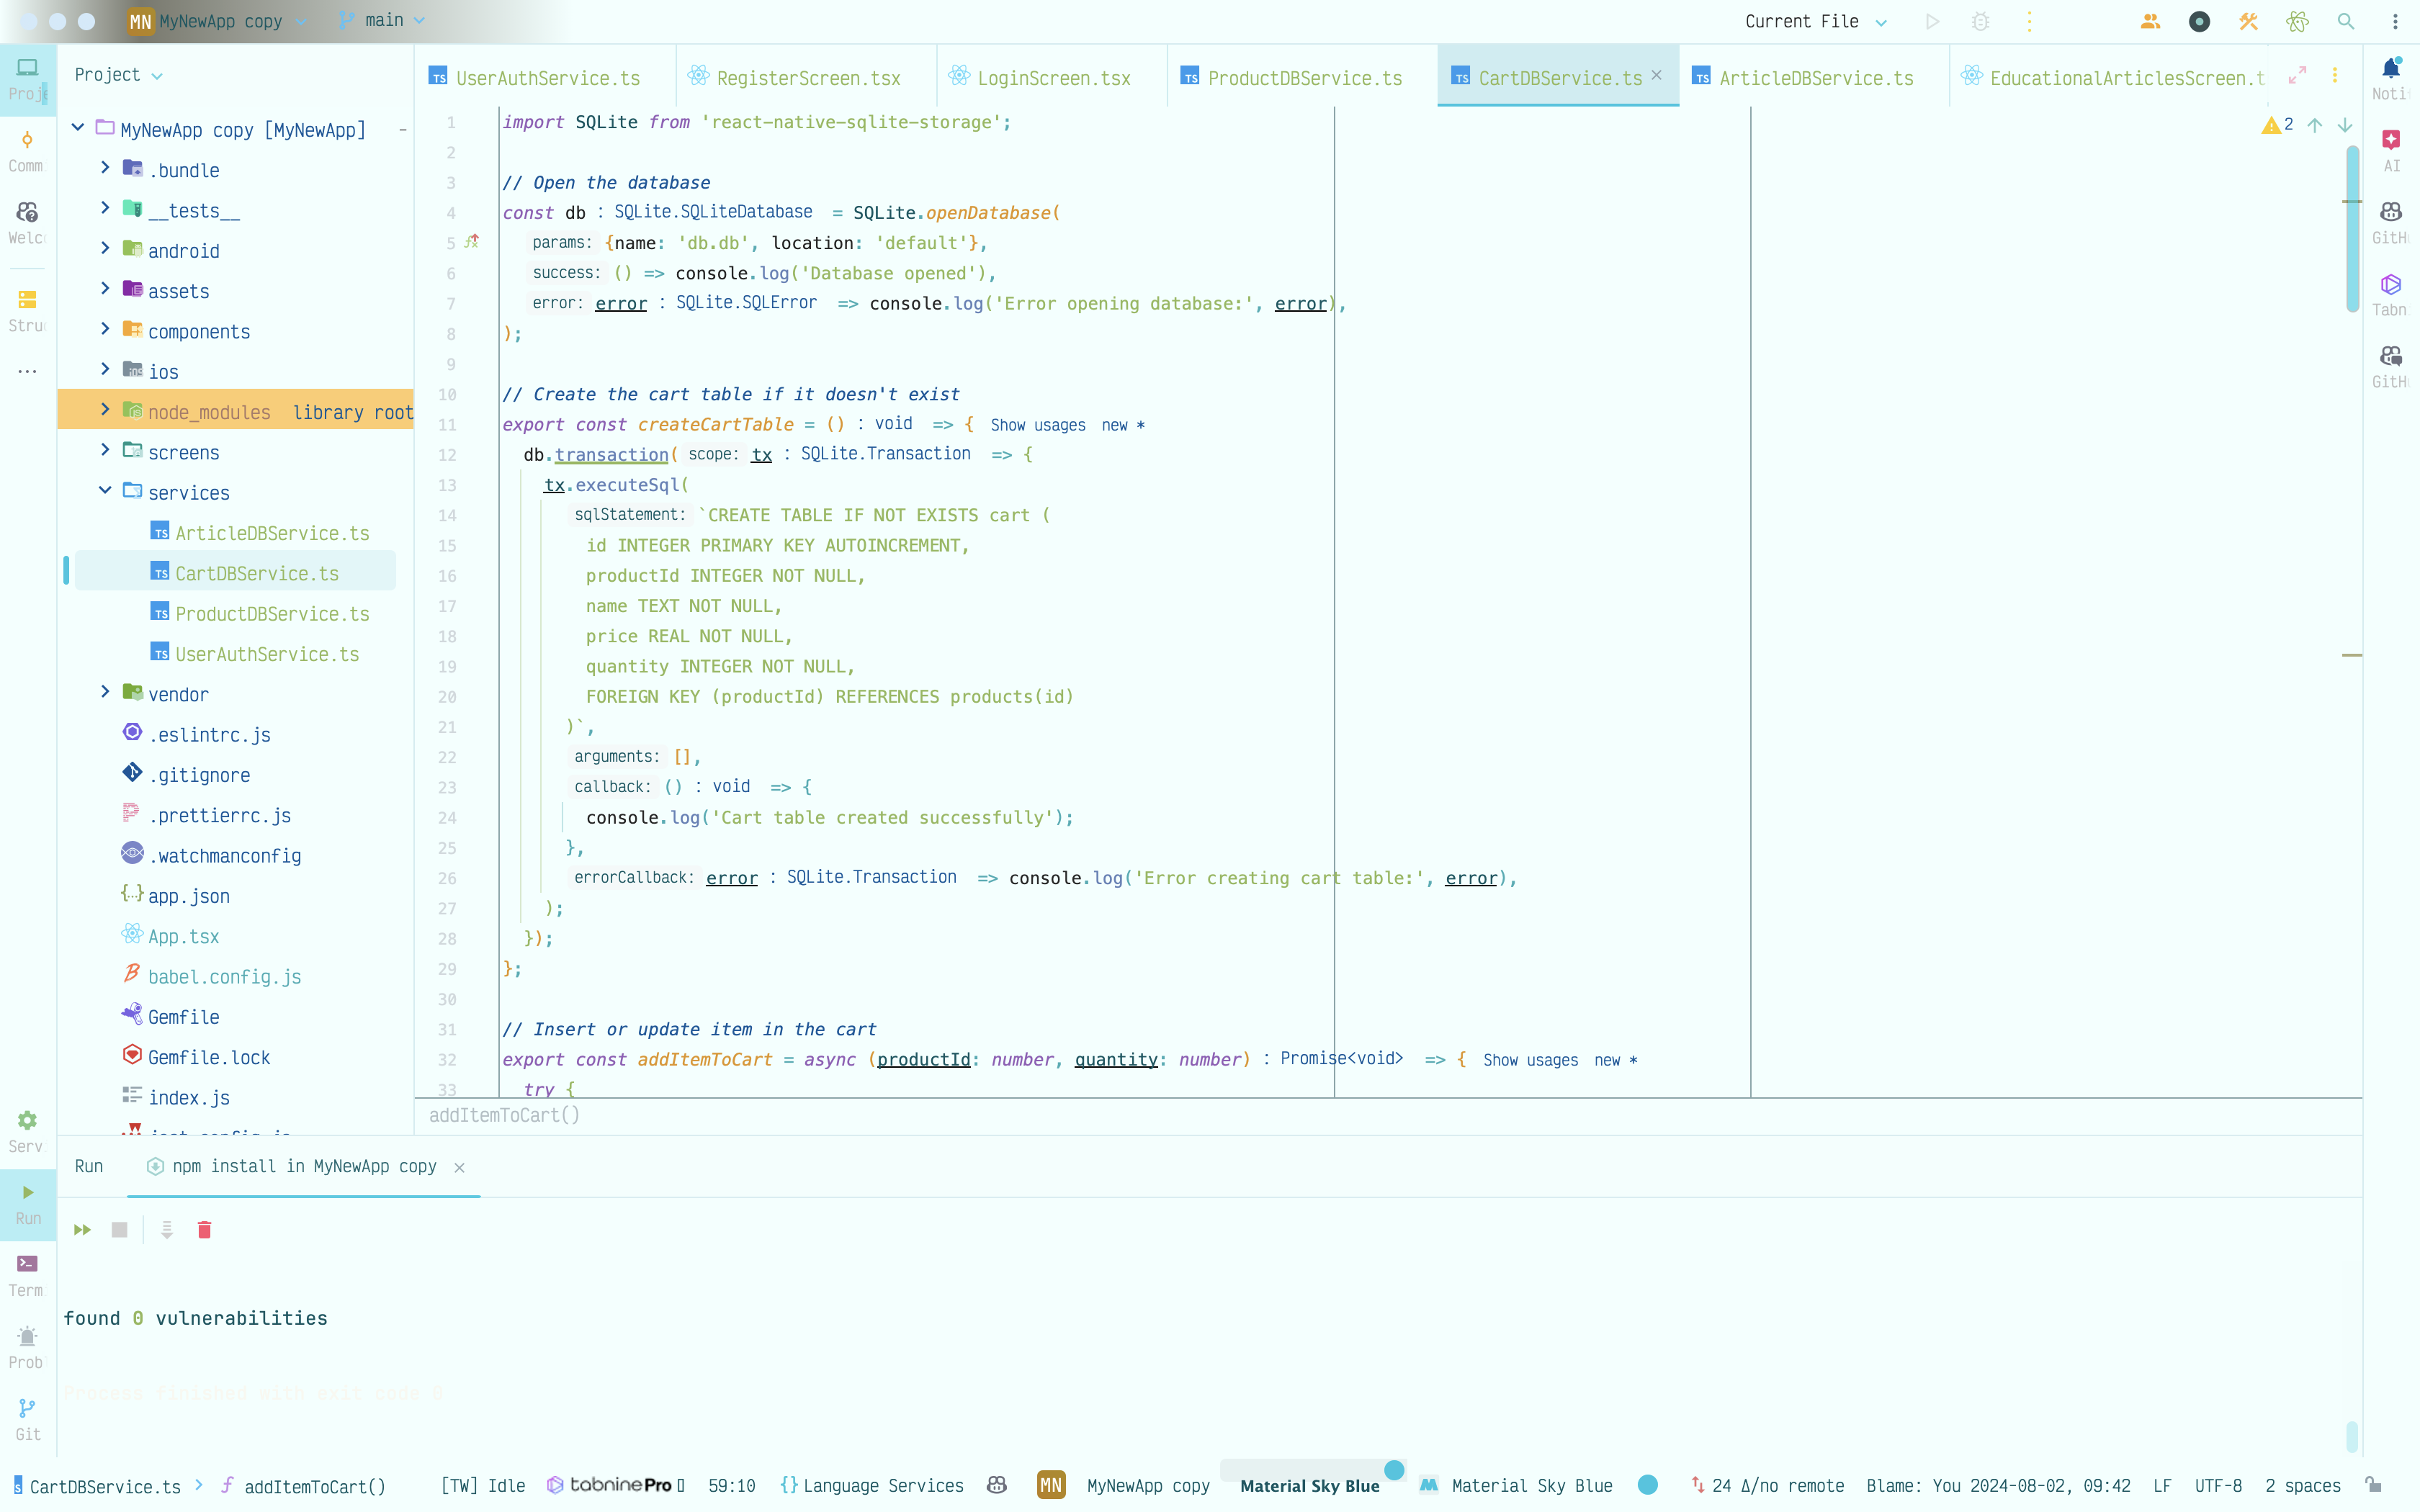 MN MyNewApp copy main Current File
Project
MyNewApp copy [MyNewApp]
.bundle
__tests__
android
assets
components
ios
node_modules library root
screens
services
ArticleDBService.ts
CartDBService.ts
ProductDBService.ts
UserAuthService.ts
vendor
.eslintrc.js
.gitignore
.prettierrc.js
.watchmanconfig
app.json
App.tsx
babel.config.js
Gemfile
Gemfile.lock
index.js
Proj
Comm
Welc
Stru
Serv
Run
Term
Prob
Git
UserAuthService.ts RegisterScreen.tsx LoginScreen.tsx ProductDBService.ts CartDBService.ts ArticleDBService.ts EducationalArticlesScreen.t
2
1 import SQLite from 'react-native-sqlite-storage';
2
3 // Open the database
4 const db : SQLite.SQLiteDatabase = SQLite.openDatabase(
5 params: {name: 'db.db', location: 'default'},
6 success: () => console.log('Database opened'),
7 error: error : SQLite.SQLError => console.log('Error opening database:', error),
8 );
9
10 // Create the cart table if it doesn't exist
11 export const createCartTable = () : void => { Show usages new *
12 db.transaction( scope: tx : SQLite.Transaction => {
13 tx.executeSql(
14 sqlStatement: `CREATE TABLE IF NOT EXISTS cart (
15 id INTEGER PRIMARY KEY AUTOINCREMENT,
16 productId INTEGER NOT NULL,
17 name TEXT NOT NULL,
18 price REAL NOT NULL,
19 quantity INTEGER NOT NULL,
20 FOREIGN KEY (productId) REFERENCES products(id)
21 )`,
22 arguments: [],
23 callback: () : void => {
24 console.log('Cart table created successfully');
25 },
26 errorCallback: error : SQLite.Transaction => console.log('Error creating cart table:', error),
27 );
28 });
29 };
30
31 // Insert or update item in the cart
32 export const addItemToCart = async (productId: number, quantity: number) : Promise<void> => { Show usages new *
33 try {
addItemToCart()
Noti
AI
GitH
Tabn
GitH
Run npm install in MyNewApp copy
found 0 vulnerabilities
Process finished with exit code 0
CartDBService.ts addItemToCart() [TW] Idle tabnine Pro 59:10 {} Language Services MN MyNewApp copy Material Sky Blue Material Sky Blue 24 Δ/no remote Blame: You 2024-08-02, 09:42 LF UTF-8 2 spaces